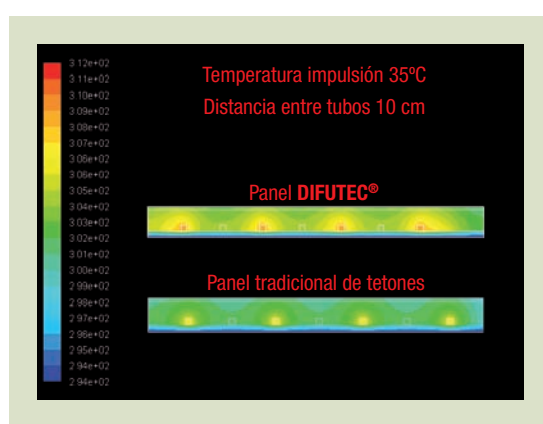 Temperatura impulsión 35ºC
Distancia entre tubos 10 cm
Panel DIFUTEC®
Panel tradicional de tetones
3.12e+02
3.11e+02
3.10e+02
3.09e+02
3.08e+02
3.07e+02
3.06e+02
3.06e+02
3.05e+02
3.04e+02
3.03e+02
3.02e+02
3.01e+02
3.00e+02
2.99e+02
2.98e+02
2.97e+02
2.96e+02
2.95e+02
2.94e+02
2.94e+02